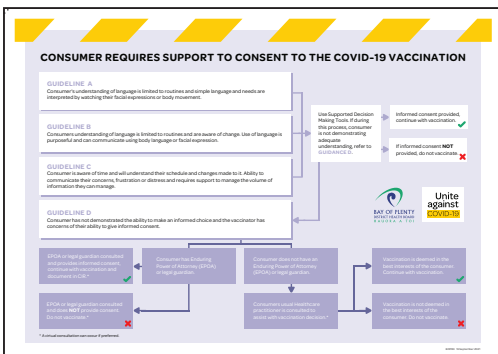 CONSUMER REQUIRES SUPPORT TO CONSENT TO THE COVID-19 VACCINATION
GUIDELINE A
Consumer's understanding of language is limited to routines and simple language and needs are
interpreted by watching their facial expressions or body movement.
GUIDELINE B
Consumers understanding of language is limited to routines and are aware of change. Use of language is
purposeful and can communicate using body language or facial expression.
GUIDELINE C
Consumer is aware of time and will understand their schedule and changes made to it. Ability to
communicate their concerns, frustration or distress and requires support to manage the volume of
information they can manage.
GUIDELINE D
Consumer has not demonstrated the ability to make an informed choice and the vaccinator has
concerns of their ability to give informed consent.
Use Supported Decision
Making Tools. If during
this process, consumer
is not demonstrating
adequate
understanding, refer to
GUIDANCE D.
Informed consent provided,
continue with vaccination.
If informed consent NOT
provided, do not vaccinate.
BAY OF PLENTY
DISTRICT HEALTH BOARD
HAUORA A TOI
Unite
against
COVID-19
EPOA or legal guardian consulted
and provides informed consent,
continue with vaccination and
document in CIR*
Consumer has Enduring
Power of Attorney (EPOA)
or legal guardian.
Consumer does not have an
Enduring Power of Attorney
(EPOA) or legal guardian.
Vaccination is deemed in the
best interests of the consumer.
Continue with vaccination.
EPOA or legal guardian consulted
and does NOT provide consent.
Do not vaccinate.*
Consumers usual healthcare
practitioner is consulted to
assist with vaccination decision.*
Vaccination is not deemed in
the best interests of the
consumer. Do not vaccinate
* A virtual consultation can occur if preferred